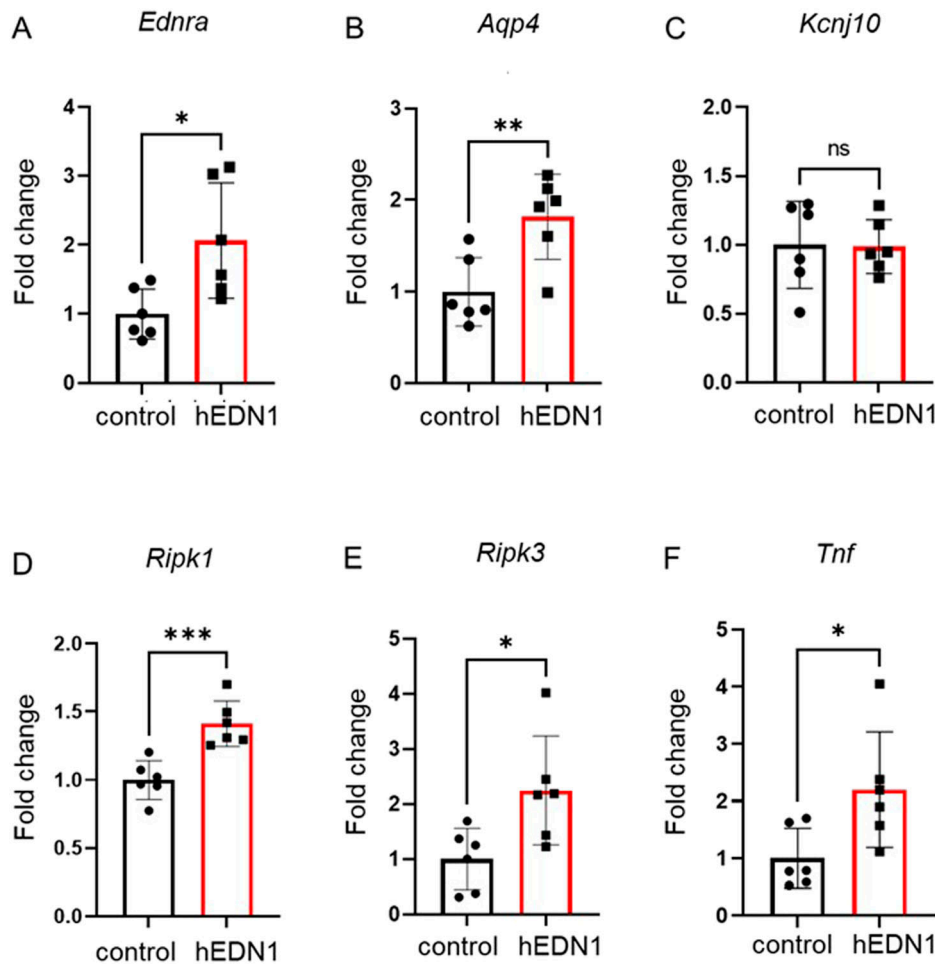 A Ednra
Fold change
4
3
2
1
0
*
control hEDN1
B Aqp4
Fold change
3
2
1
0
**
control hEDN1
C Kcnj10
Fold change
2.0
1.5
1.0
0.5
0.0
ns
control hEDN1
D Ripk1
Fold change
2.0
1.5
1.0
0.5
0.0
***
control hEDN1
E Ripk3
Fold change
5
4
3
2
1
0
*
control hEDN1
F Tnf
Fold change
5
4
3
2
1
0
*
control hEDN1